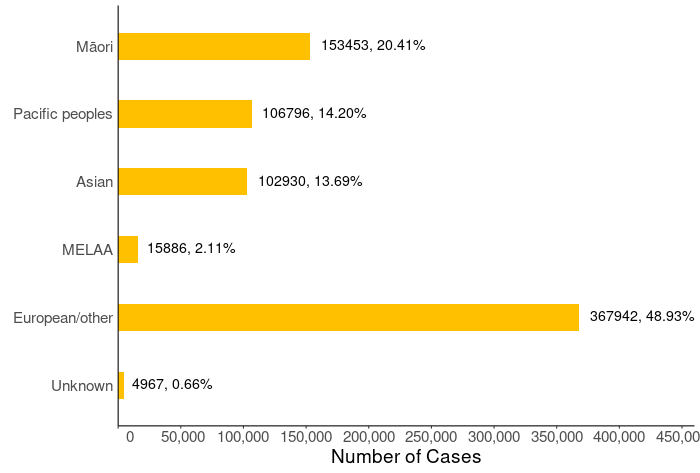 Māori 153453, 20.41%
Pacific peoples 106796, 14.20%
Asian 102930, 13.69%
MELAA 15886, 2.11%
European/other 367942, 48.93%
Unknown 4967, 0.66%
0 50,000 100,000 150,000 200,000 250,000 300,000 350,000 400,000 450,00
Number of Cases